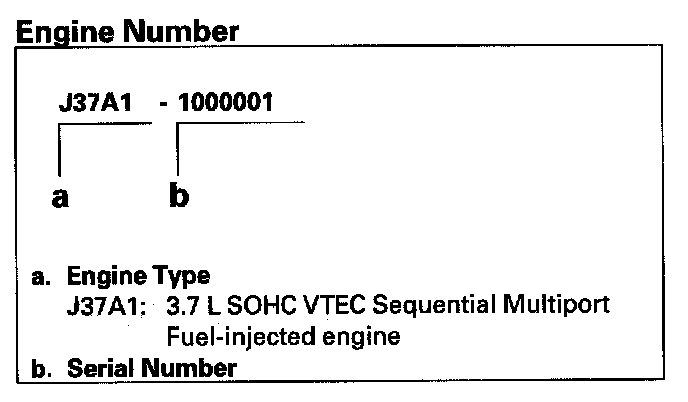 Engine Number
J37A1 - 1000001
a b
a. Engine Type
J37A1: 3.7 L SOHC VTEC Sequential Multiport
Fuel-injected engine
b. Serial Number